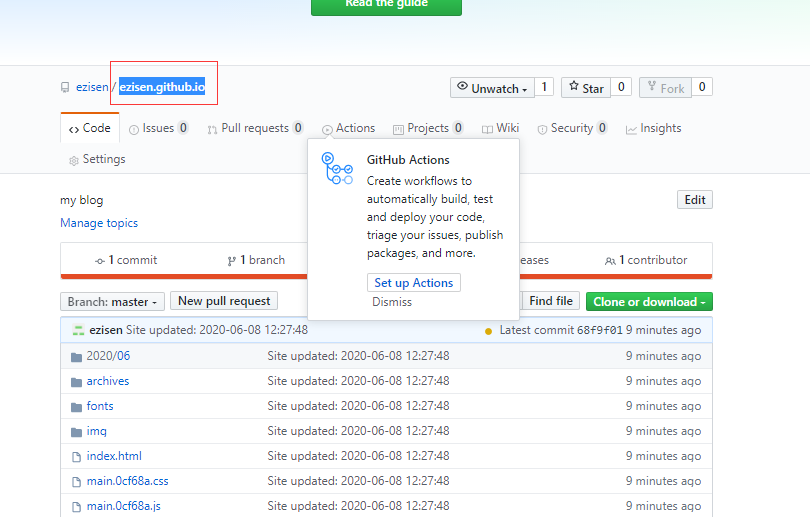 Read the guide
ezisen / ezisen.github.io
Unwatch 1 Star 0 Fork 0
Code Issues 0 Pull requests 0 Actions Projects 0 Wiki Security 0 Insights
Settings
GitHub Actions
Create workflows to
automatically build, test
and deploy your code,
triage your issues, publish
packages, and more.
Set up Actions
Dismiss
my blog Edit
Manage topics
1 commit 1 branch eases 1 contributor
Branch: master New pull request Find file Clone or download
ezisen Site updated: 2020-06-08 12:27:48 Latest commit 68f9f01 9 minutes ago
2020/06 Site updated: 2020-06-08 12:27:48 9 minutes ago
archives Site updated: 2020-06-08 12:27:48 9 minutes ago
fonts Site updated: 2020-06-08 12:27:48 9 minutes ago
img Site updated: 2020-06-08 12:27:48 9 minutes ago
index.html Site updated: 2020-06-08 12:27:48 9 minutes ago
main.0cf68a.css Site updated: 2020-06-08 12:27:48 9 minutes ago
main.0cf68a.js Site updated: 2020-06-08 12:27:48 9 minutes ago